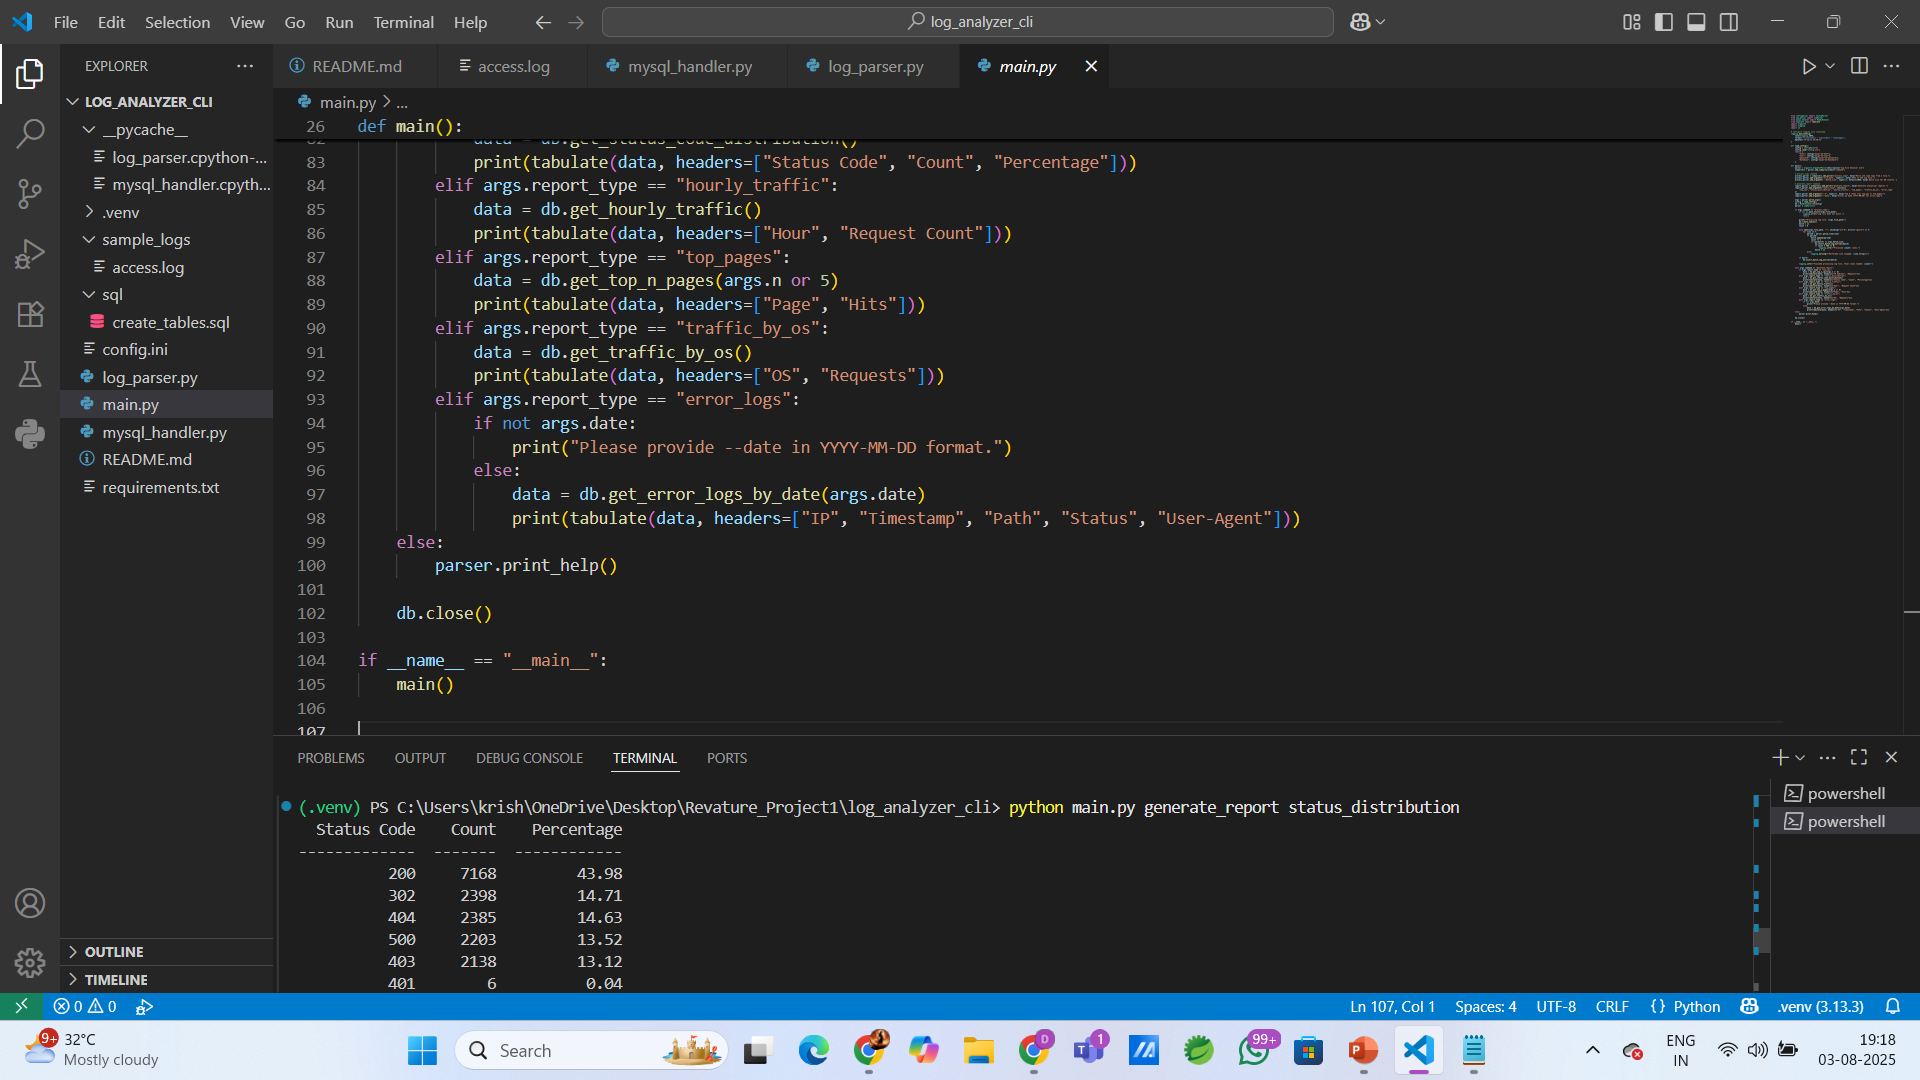 File Edit Selection View Go Run Terminal Help
log_analyzer_cli
EXPLORER
LOG_ANALYZER_CLI
__pycache__
log_parser.cpython-...
mysql_handler.cpyth...
.venv
sample_logs
access.log
sql
create_tables.sql
config.ini
log_parser.py
main.py
mysql_handler.py
README.md
requirements.txt
OUTLINE
TIMELINE
README.md access.log mysql_handler.py log_parser.py main.py
main.py > ...
26 def main():
82 data = db.get_status_code_distribution()
83 print(tabulate(data, headers=["Status Code", "Count", "Percentage"]))
84 elif args.report_type == "hourly_traffic":
85 data = db.get_hourly_traffic()
86 print(tabulate(data, headers=["Hour", "Request Count"]))
87 elif args.report_type == "top_pages":
88 data = db.get_top_n_pages(args.n or 5)
89 print(tabulate(data, headers=["Page", "Hits"]))
90 elif args.report_type == "traffic_by_os":
91 data = db.get_traffic_by_os()
92 print(tabulate(data, headers=["OS", "Requests"]))
93 elif args.report_type == "error_logs":
94 if not args.date:
95 print("Please provide --date in YYYY-MM-DD format.")
96 else:
97 data = db.get_error_logs_by_date(args.date)
98 print(tabulate(data, headers=["IP", "Timestamp", "Path", "Status", "User-Agent"]))
99 else:
100 parser.print_help()
101
102 db.close()
103
104 if __name__ == "__main__":
105 main()
106
107
PROBLEMS OUTPUT DEBUG CONSOLE TERMINAL PORTS
(.venv) PS C:\Users\krish\OneDrive\Desktop\Revature_Project1\log_analyzer_cli> python main.py generate_report status_distribution
Status Code Count Percentage
------------- ------- ------------
200 7168 43.98
302 2398 14.71
404 2385 14.63
500 2203 13.52
403 2138 13.12
401 6 0.04
powershell
powershell
0 0 Ln 107, Col 1 Spaces: 4 UTF-8 CRLF {} Python .venv (3.13.3)
9+ 32°C
Mostly cloudy
Search
D
1
99+
ENG
IN
19:18
03-08-2025